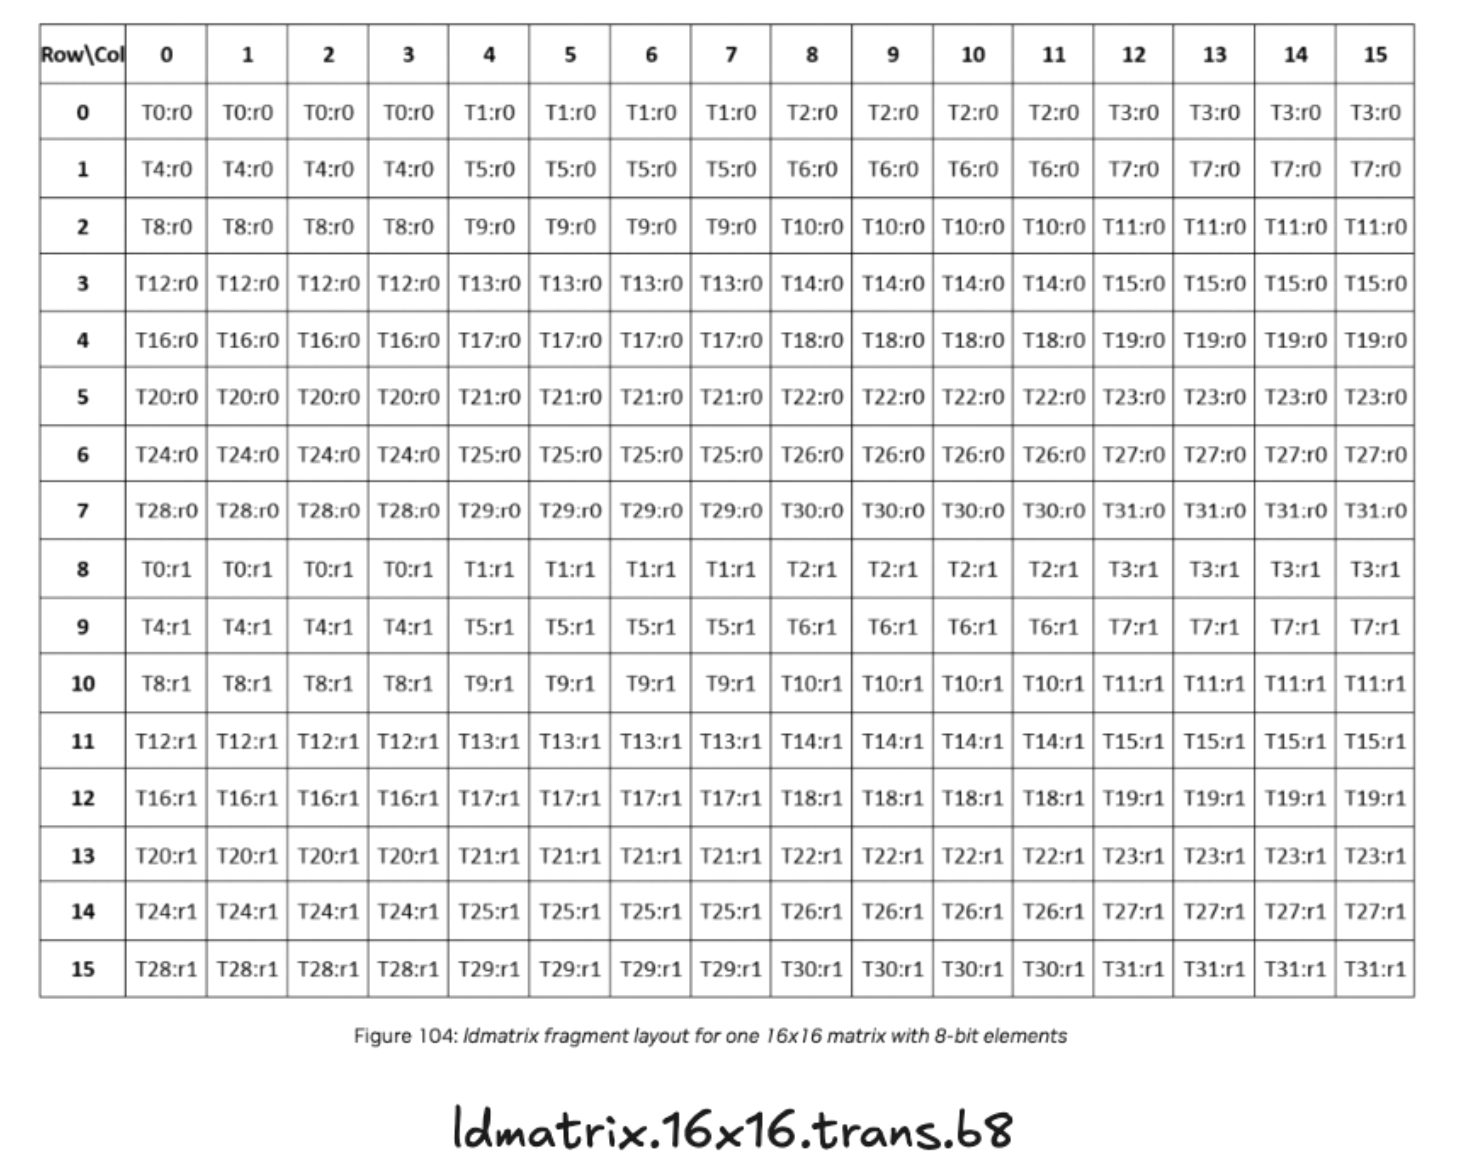 Row\Col 0 1 2 3 4 5 6 7 8 9 10 11 12 13 14 15
0 T0:r0 T0:r0 T0:r0 T0:r0 T1:r0 T1:r0 T1:r0 T1:r0 T2:r0 T2:r0 T2:r0 T2:r0 T3:r0 T3:r0 T3:r0 T3:r0
1 T4:r0 T4:r0 T4:r0 T4:r0 T5:r0 T5:r0 T5:r0 T5:r0 T6:r0 T6:r0 T6:r0 T6:r0 T7:r0 T7:r0 T7:r0 T7:r0
2 T8:r0 T8:r0 T8:r0 T8:r0 T9:r0 T9:r0 T9:r0 T9:r0 T10:r0 T10:r0 T10:r0 T10:r0 T11:r0 T11:r0 T11:r0 T11:r0
3 T12:r0 T12:r0 T12:r0 T12:r0 T13:r0 T13:r0 T13:r0 T13:r0 T14:r0 T14:r0 T14:r0 T14:r0 T15:r0 T15:r0 T15:r0 T15:r0
4 T16:r0 T16:r0 T16:r0 T16:r0 T17:r0 T17:r0 T17:r0 T17:r0 T18:r0 T18:r0 T18:r0 T18:r0 T19:r0 T19:r0 T19:r0 T19:r0
5 T20:r0 T20:r0 T20:r0 T20:r0 T21:r0 T21:r0 T21:r0 T21:r0 T22:r0 T22:r0 T22:r0 T22:r0 T23:r0 T23:r0 T23:r0 T23:r0
6 T24:r0 T24:r0 T24:r0 T24:r0 T25:r0 T25:r0 T25:r0 T25:r0 T26:r0 T26:r0 T26:r0 T26:r0 T27:r0 T27:r0 T27:r0 T27:r0
7 T28:r0 T28:r0 T28:r0 T28:r0 T29:r0 T29:r0 T29:r0 T29:r0 T30:r0 T30:r0 T30:r0 T30:r0 T31:r0 T31:r0 T31:r0 T31:r0
8 T0:r1 T0:r1 T0:r1 T0:r1 T1:r1 T1:r1 T1:r1 T1:r1 T2:r1 T2:r1 T2:r1 T2:r1 T3:r1 T3:r1 T3:r1 T3:r1
9 T4:r1 T4:r1 T4:r1 T4:r1 T5:r1 T5:r1 T5:r1 T5:r1 T6:r1 T6:r1 T6:r1 T6:r1 T7:r1 T7:r1 T7:r1 T7:r1
10 T8:r1 T8:r1 T8:r1 T8:r1 T9:r1 T9:r1 T9:r1 T9:r1 T10:r1 T10:r1 T10:r1 T10:r1 T11:r1 T11:r1 T11:r1 T11:r1
11 T12:r1 T12:r1 T12:r1 T12:r1 T13:r1 T13:r1 T13:r1 T13:r1 T14:r1 T14:r1 T14:r1 T14:r1 T15:r1 T15:r1 T15:r1 T15:r1
12 T16:r1 T16:r1 T16:r1 T16:r1 T17:r1 T17:r1 T17:r1 T17:r1 T18:r1 T18:r1 T18:r1 T18:r1 T19:r1 T19:r1 T19:r1 T19:r1
13 T20:r1 T20:r1 T20:r1 T20:r1 T21:r1 T21:r1 T21:r1 T21:r1 T22:r1 T22:r1 T22:r1 T22:r1 T23:r1 T23:r1 T23:r1 T23:r1
14 T24:r1 T24:r1 T24:r1 T24:r1 T25:r1 T25:r1 T25:r1 T25:r1 T26:r1 T26:r1 T26:r1 T26:r1 T27:r1 T27:r1 T27:r1 T27:r1
15 T28:r1 T28:r1 T28:r1 T28:r1 T29:r1 T29:r1 T29:r1 T29:r1 T30:r1 T30:r1 T30:r1 T30:r1 T31:r1 T31:r1 T31:r1 T31:r1
Figure 104: ldmatrix fragment layout for one 16x16 matrix with 8-bit elements
ldmatrix.16x16.trans.b8